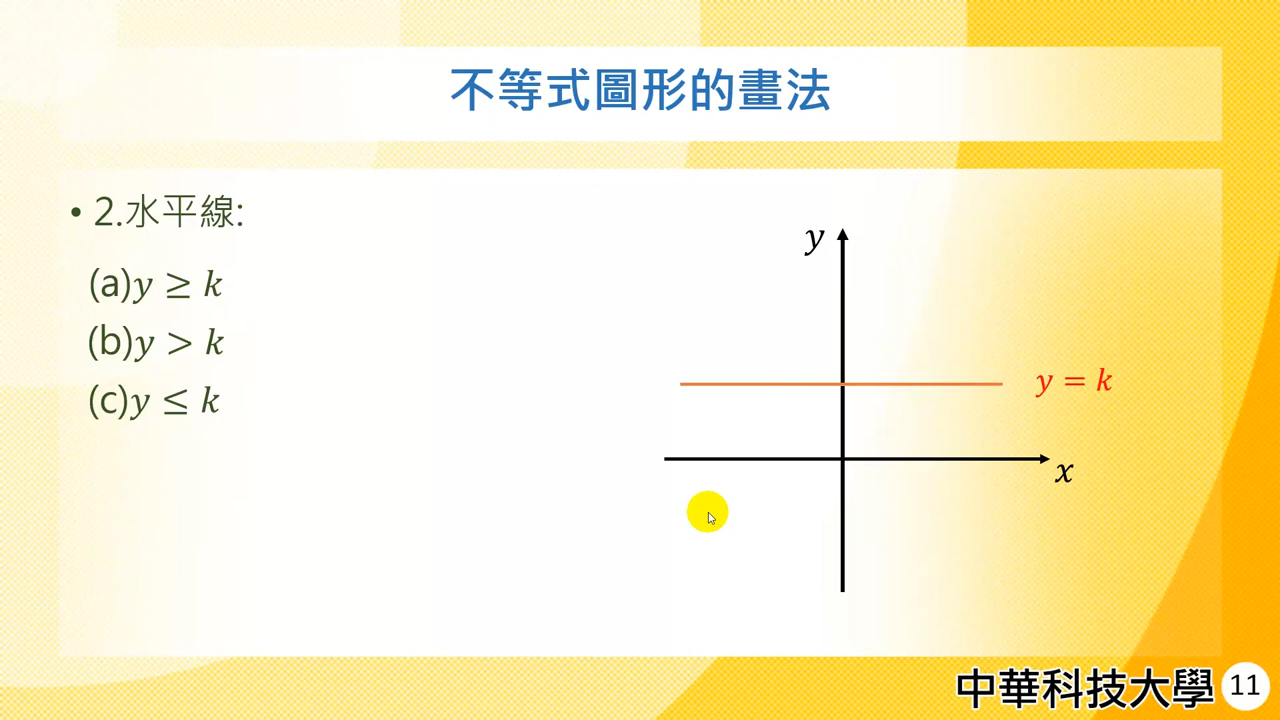 不等式圖形的畫法
• 2.水平線:
(a)y ≥ k
(b)y > k
(c)y ≤ k
y
y = k
x
中華科技大學 11